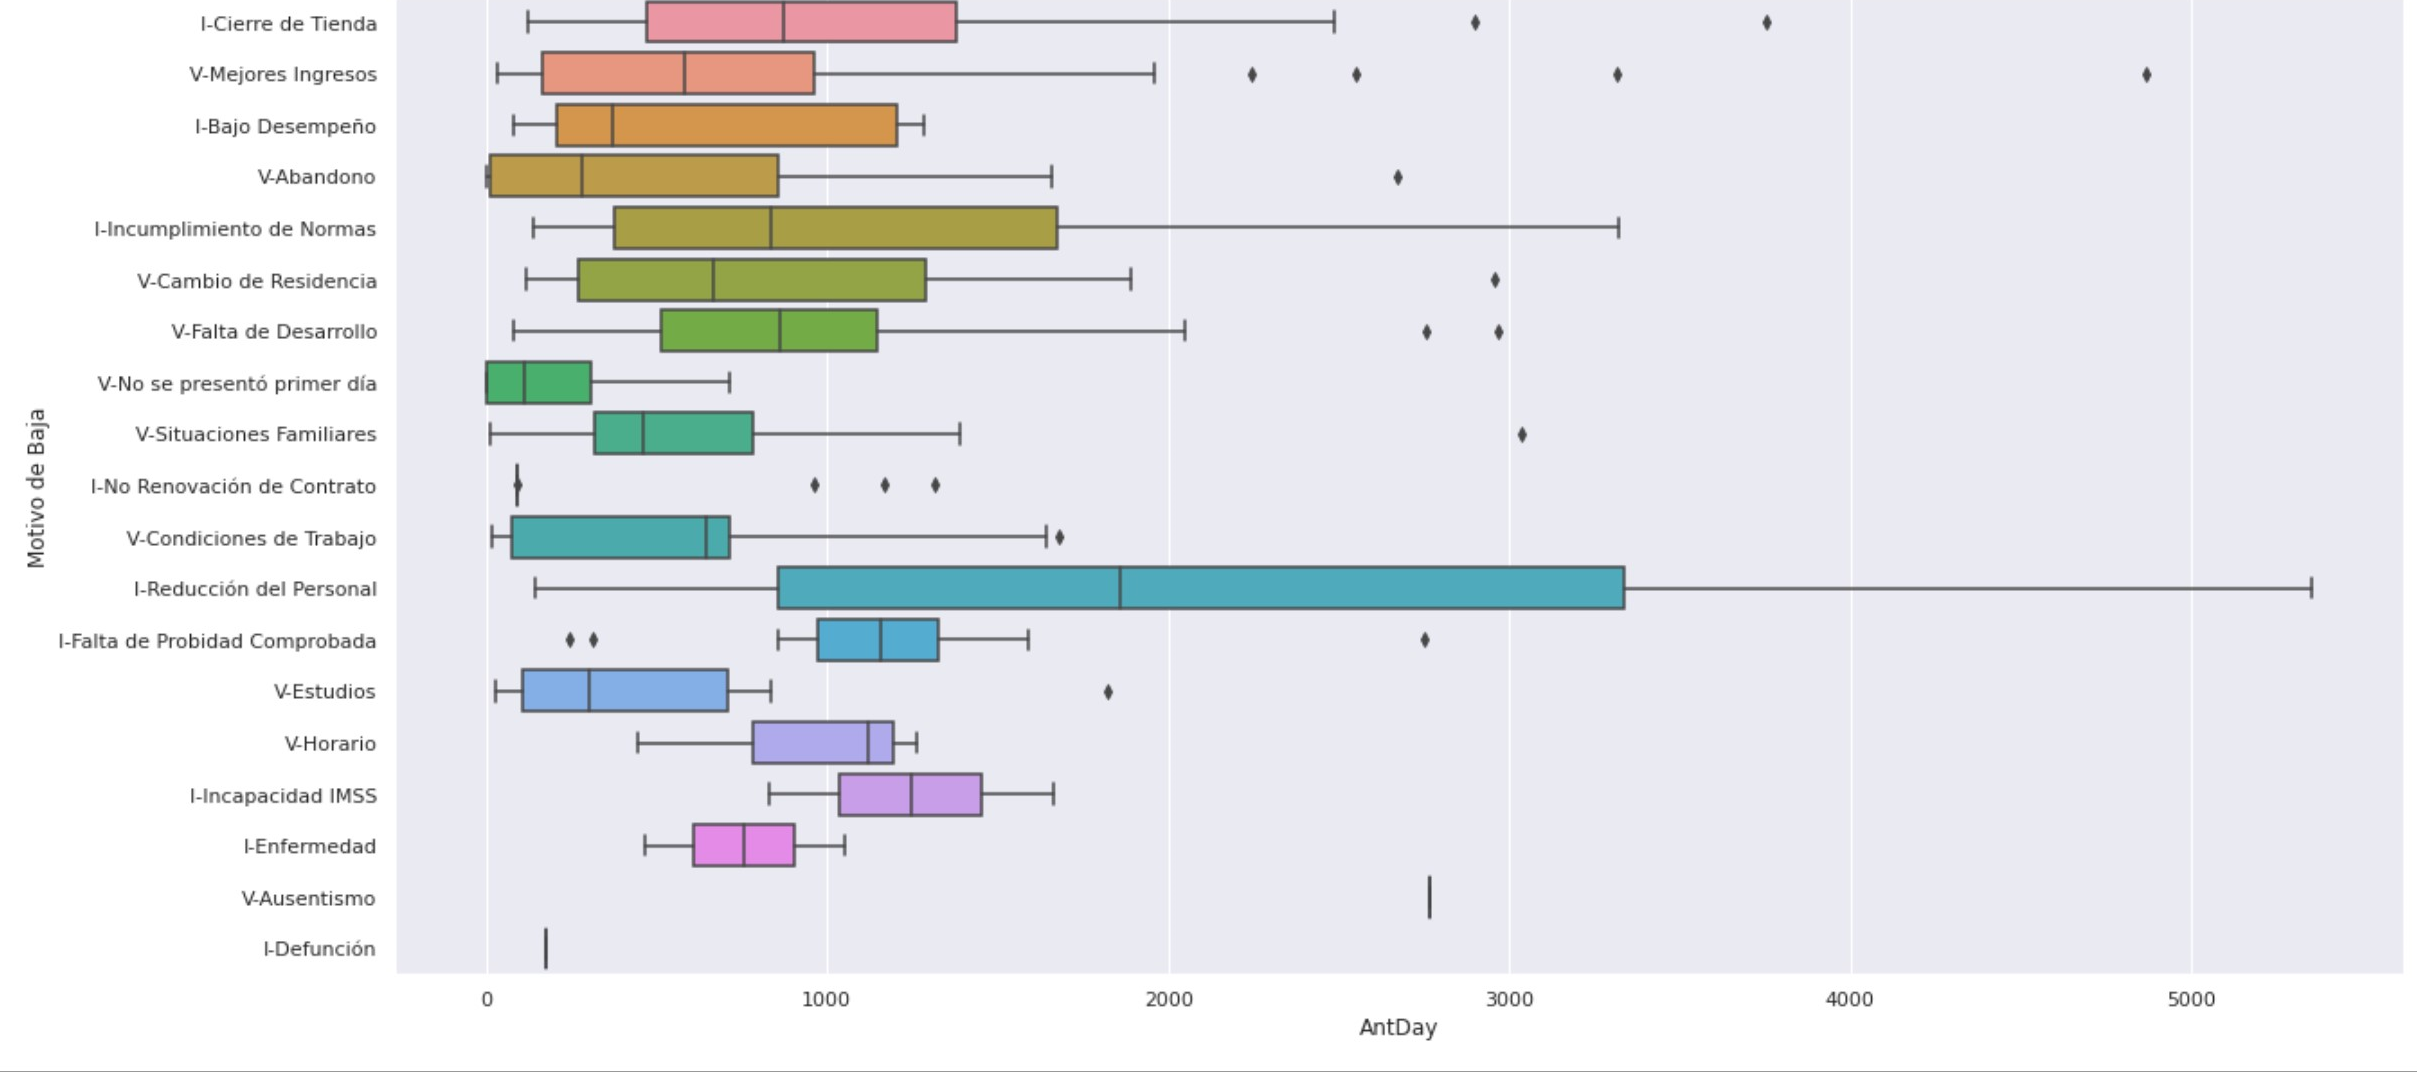 I-Cierre de Tienda
V-Mejores Ingresos
I-Bajo Desempeño
V-Abandono
I-Incumplimiento de Normas
V-Cambio de Residencia
V-Falta de Desarrollo
V-No se presentó primer día
V-Situaciones Familiares
I-No Renovación de Contrato
V-Condiciones de Trabajo
I-Reducción del Personal
I-Falta de Probidad Comprobada
V-Estudios
V-Horario
I-Incapacidad IMSS
I-Enfermedad
V-Ausentismo
I-Defunción
Motivo de Baja
0 1000 2000 3000 4000 5000
AntDay